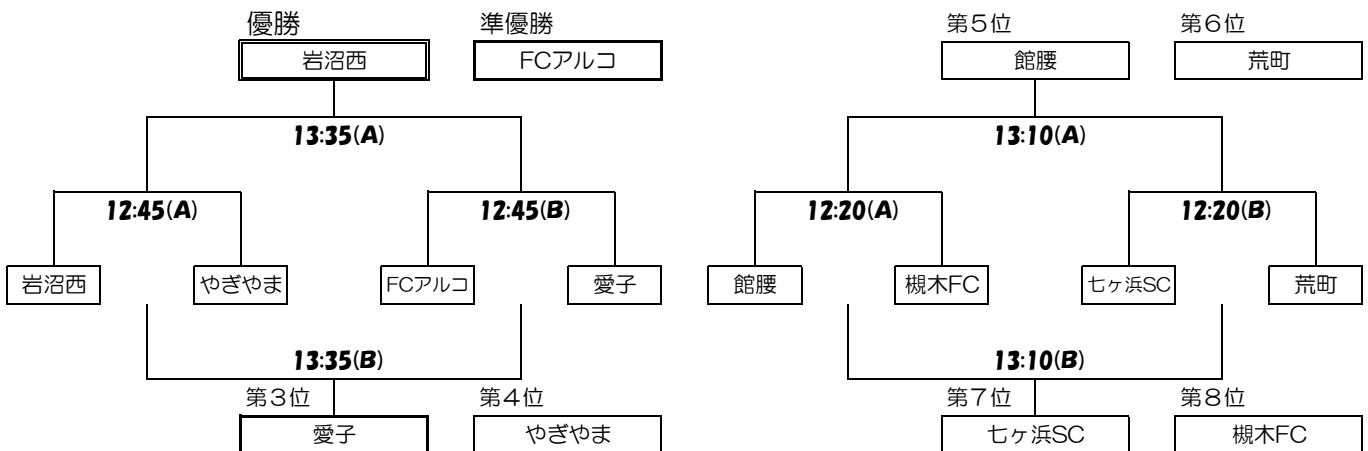 優勝 準優勝 第5位 第6位
岩沼西 FCアルコ 館腰 荒町
13:35(A) 13:10(A)
12:45(A) 12:45(B) 12:20(A) 12:20(B)
岩沼西 やぎやま FCアルコ 愛子 館腰 槻木FC 七ヶ浜SC 荒町
13:35(B) 13:10(B)
第3位 第4位 第7位 第8位
愛子 やぎやま 七ヶ浜SC 槻木FC